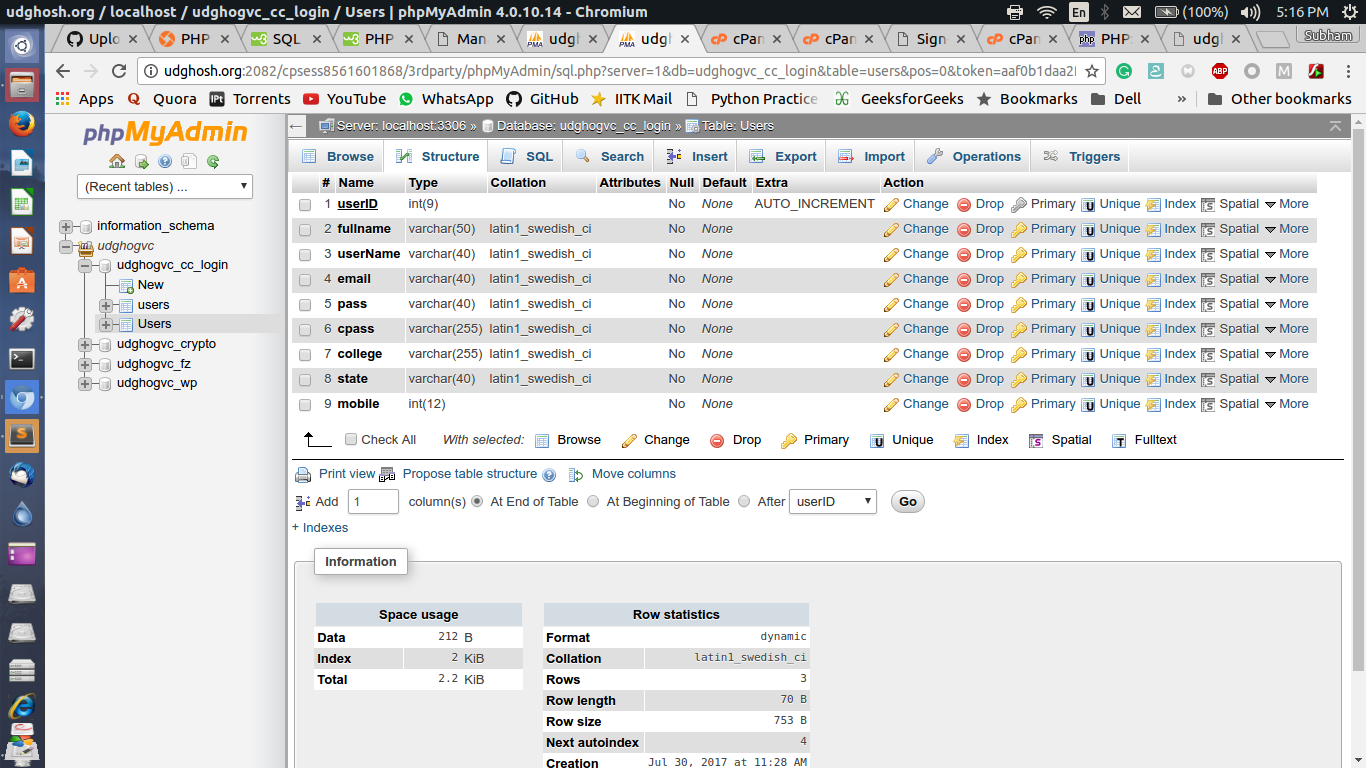 udghosh.org / localhost / udghogvc_cc_login / Users | phpMyAdmin 4.0.10.14 - Chromium
En (100%) 5:16 PM
Subham
Uplo PHP SQL PHP Man udgh udgh cPan cPan Sign cPan PHP: udgh
udghosh.org:2082/cpsess8561601868/3rdparty/phpMyAdmin/sql.php?server=1&db=udghogvc_cc_login&table=users&pos=0&token=aaf0b1daa2
Apps Quora Torrents YouTube WhatsApp GitHub IITK Mail Python Practice GeeksforGeeks Bookmarks Dell » Other bookmarks
phpMyAdmin
(Recent tables) ...
information_schema
udghogvc
udghogvc_cc_login
New
users
Users
udghogvc_crypto
udghogvc_fz
udghogvc_wp
Server: localhost:3306 » Database: udghogvc_cc_login » Table: Users
Browse Structure SQL Search Insert Export Import Operations Triggers
# Name Type Collation Attributes Null Default Extra Action
1 userID int(9) No None AUTO_INCREMENT Change Drop Primary Unique Index Spatial More
2 fullname varchar(50) latin1_swedish_ci No None Change Drop Primary Unique Index Spatial More
3 userName varchar(40) latin1_swedish_ci No None Change Drop Primary Unique Index Spatial More
4 email varchar(40) latin1_swedish_ci No None Change Drop Primary Unique Index Spatial More
5 pass varchar(40) latin1_swedish_ci No None Change Drop Primary Unique Index Spatial More
6 cpass varchar(255) latin1_swedish_ci No None Change Drop Primary Unique Index Spatial More
7 college varchar(255) latin1_swedish_ci No None Change Drop Primary Unique Index Spatial More
8 state varchar(40) latin1_swedish_ci No None Change Drop Primary Unique Index Spatial More
9 mobile int(12) No None Change Drop Primary Unique Index Spatial More
Check All With selected: Browse Change Drop Primary Unique Index Spatial Fulltext
Print view Propose table structure Move columns
Add 1 column(s) At End of Table At Beginning of Table After userID Go
+ Indexes
Information
Space usage
Data 212 B
Index 2 KiB
Total 2.2 KiB
Row statistics
Format dynamic
Collation latin1_swedish_ci
Rows 3
Row length 70 B
Row size 753 B
Next autoindex 4
Creation Jul 30, 2017 at 11:28 AM